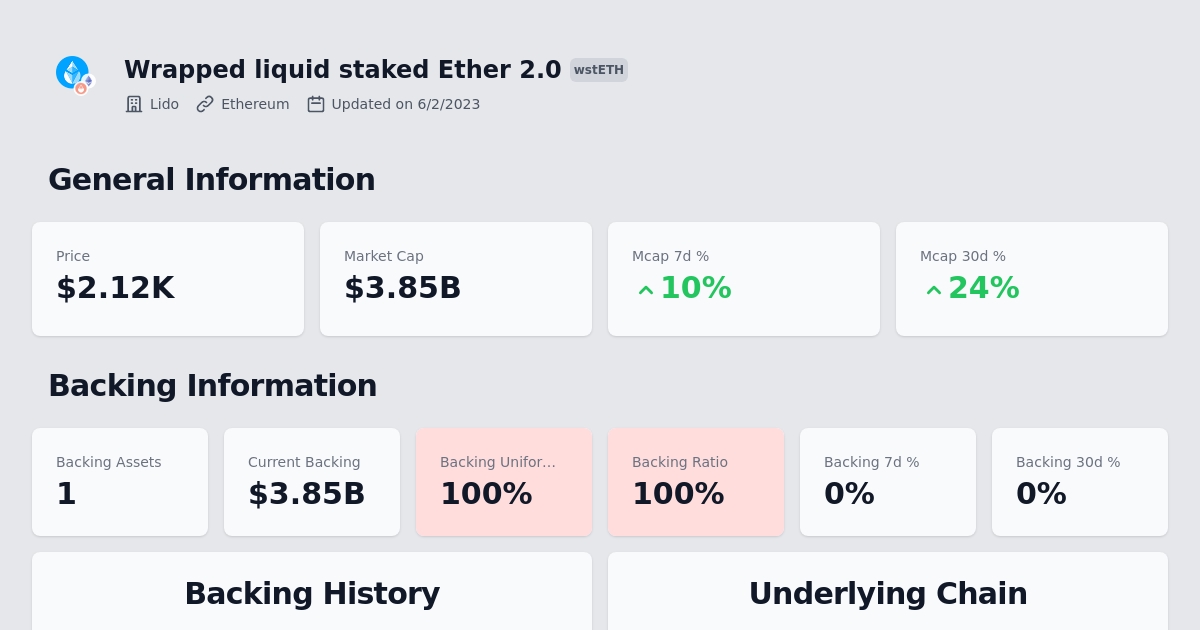 Wrapped liquid staked Ether 2.0 wstETH
Lido Ethereum Updated on 6/2/2023
General Information
Price Market Cap Mcap 7d % Mcap 30d %
$2.12K $3.85B 10% 24%
Backing Information
Backing Assets Current Backing Backing Unifor... Backing Ratio Backing 7d % Backing 30d %
1 $3.85B 100% 100% 0% 0%
Backing History Underlying Chain